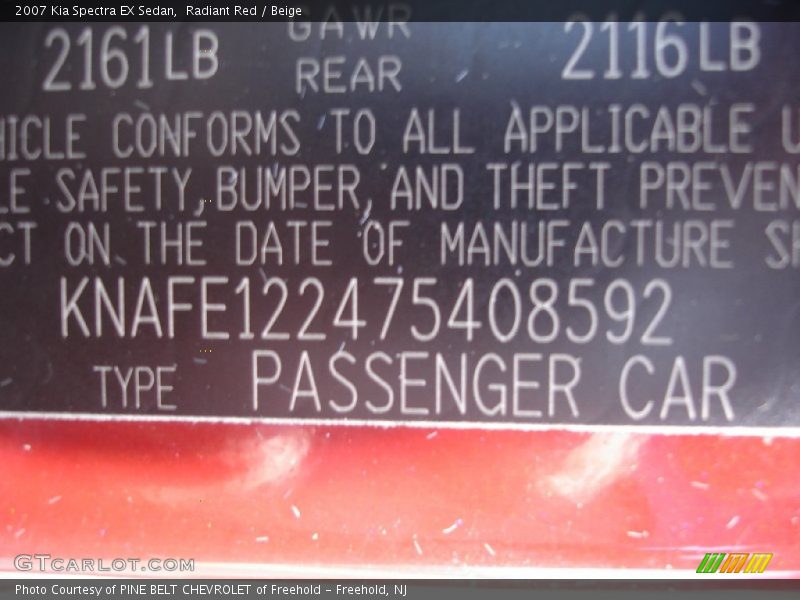 2007 Kia Spectra EX Sedan, Radiant Red / Beige
GAWR
2161LB REAR 2116LB
HICLE CONFORMS TO ALL APPLICABLE U
LE SAFETY, BUMPER, AND THEFT PREVEN
CT ON THE DATE OF MANUFACTURE S
KNAFE122475408592
TYPE PASSENGER CAR
GTCARLOT.COM
Photo Courtesy of PINE BELT CHEVROLET of Freehold - Freehold, NJ